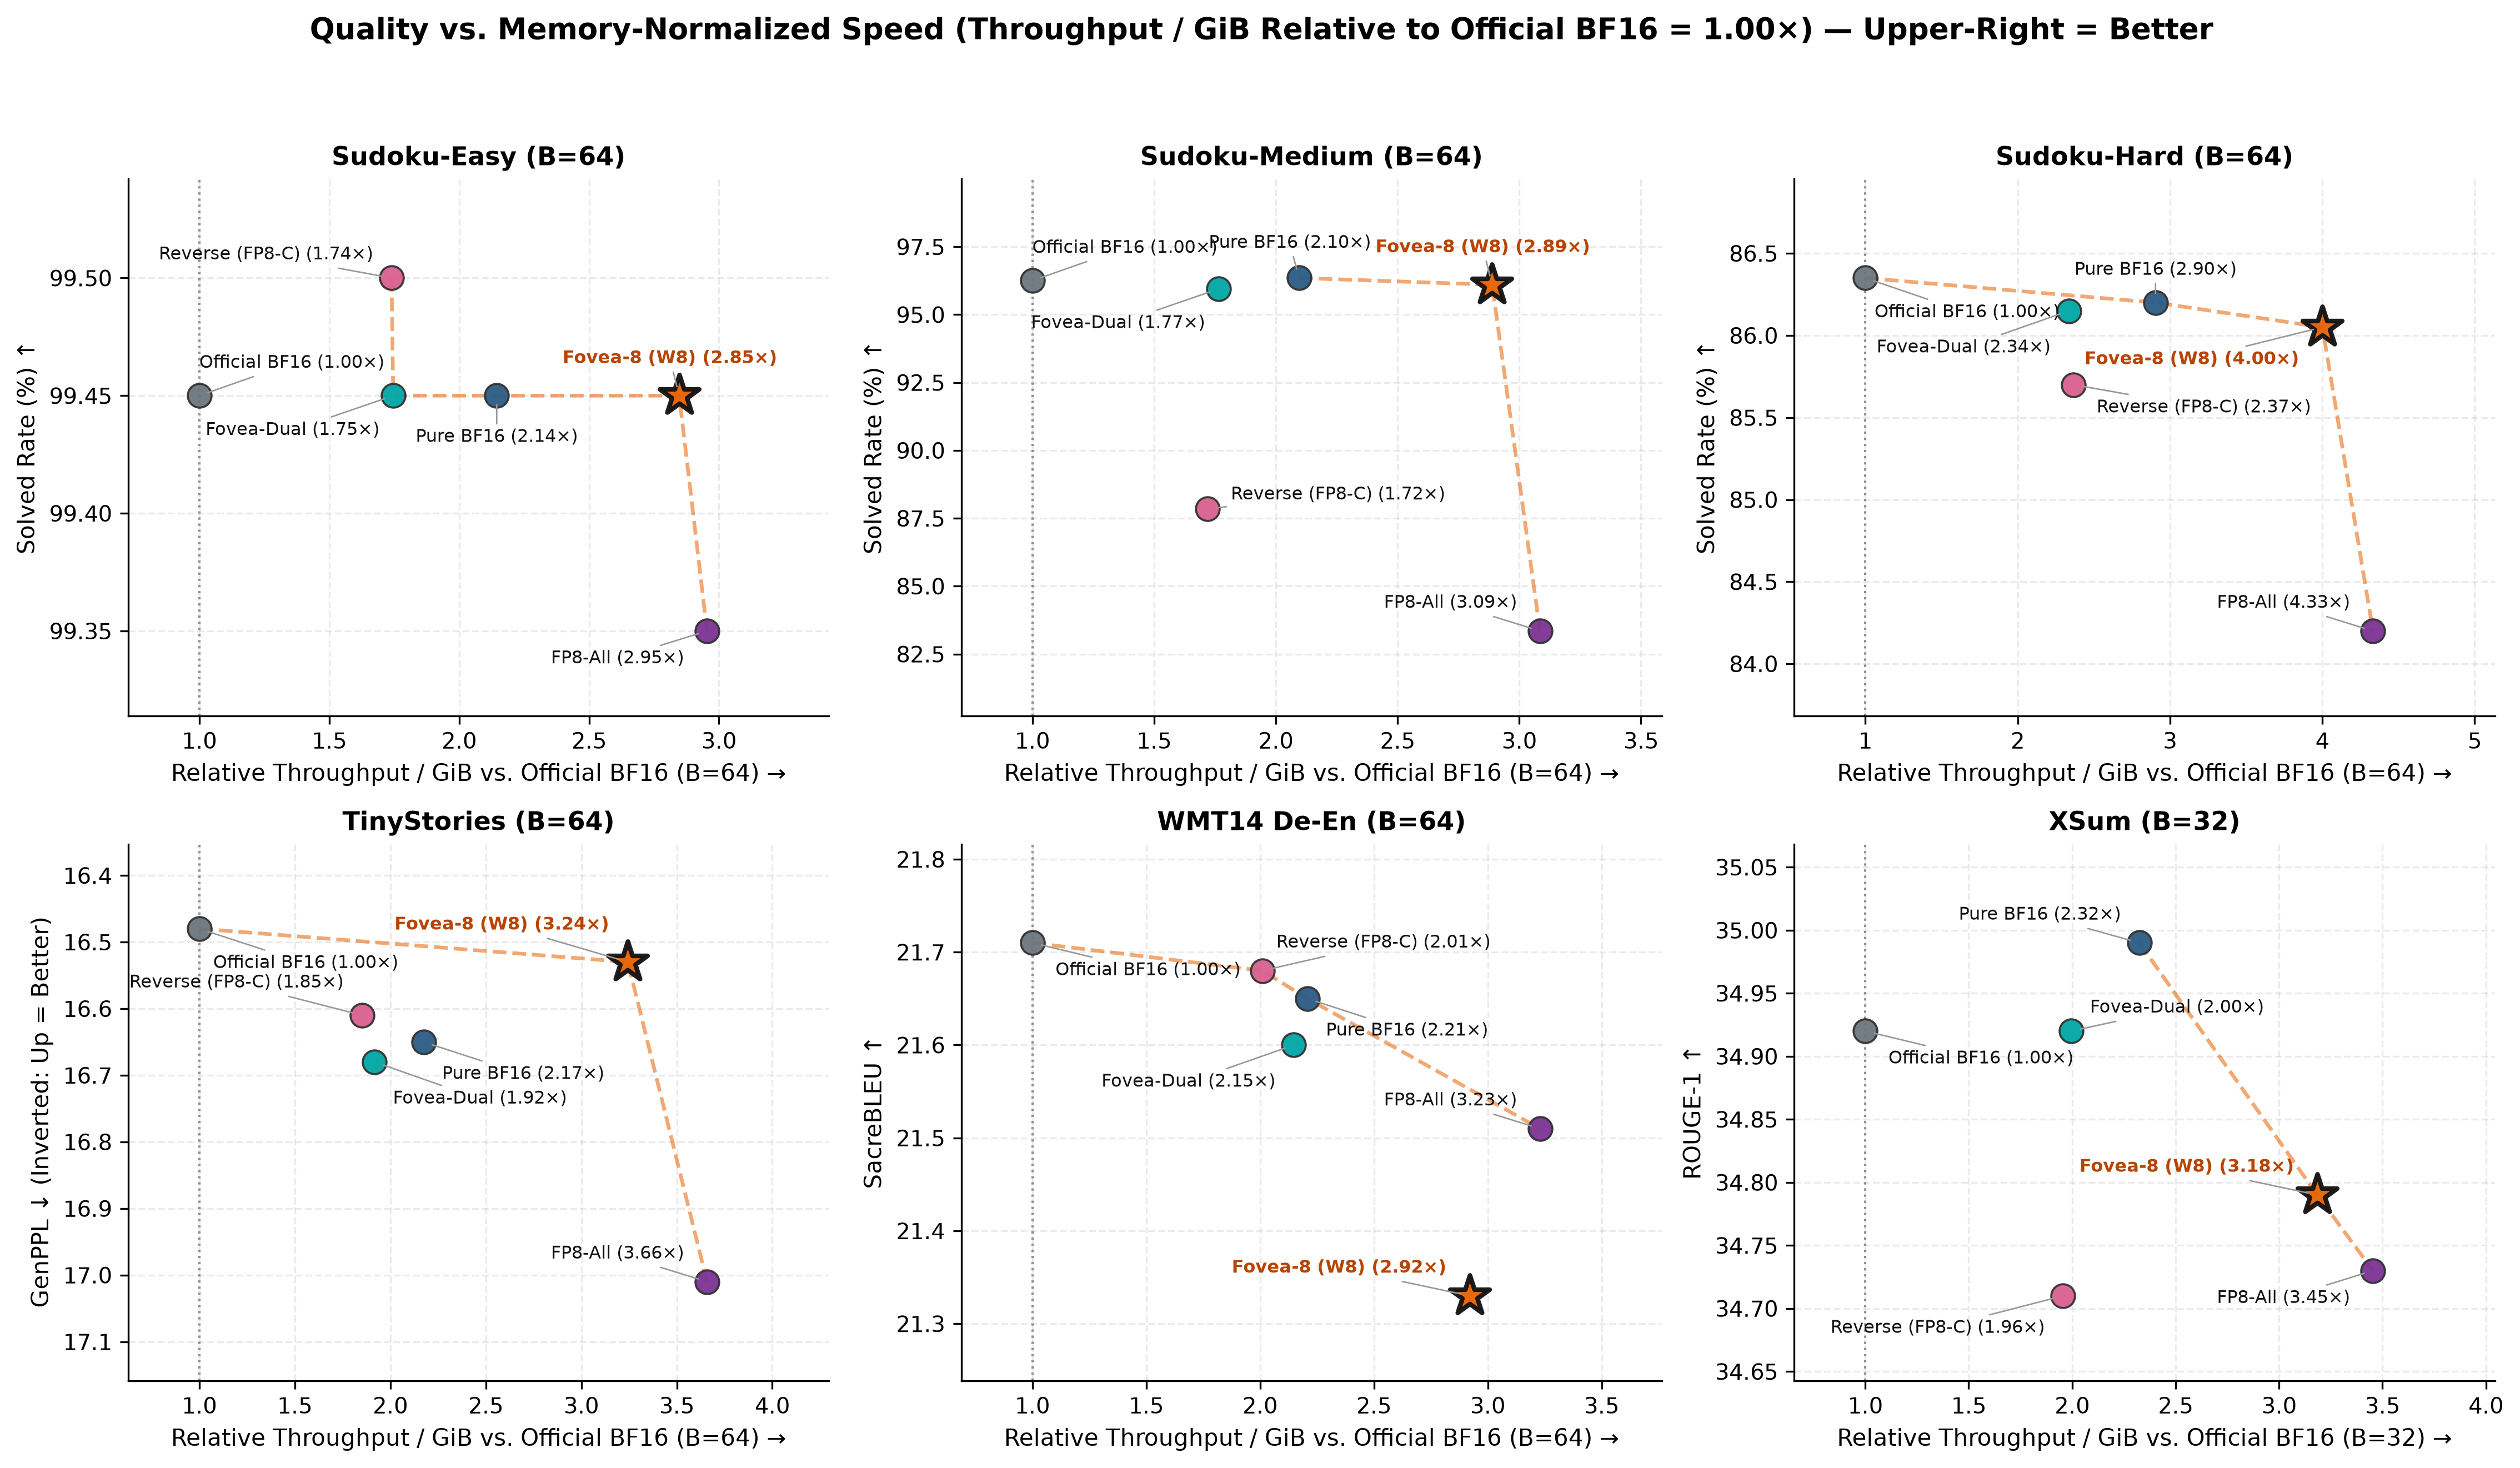 Quality vs. Memory-Normalized Speed (Throughput / GiB Relative to Official BF16 = 1.00×) — Upper-Right = Better
Sudoku-Easy (B=64)
Solved Rate (%) ↑
99.50
99.45
99.40
99.35
Reverse (FP8-C) (1.74×)
Official BF16 (1.00×)
Fovea-8 (W8) (2.85×)
Fovea-Dual (1.75×)
Pure BF16 (2.14×)
FP8-All (2.95×)
1.0 1.5 2.0 2.5 3.0
Relative Throughput / GiB vs. Official BF16 (B=64) →
Sudoku-Medium (B=64)
Solved Rate (%) ↑
97.5
95.0
92.5
90.0
87.5
85.0
82.5
Official BF16 (1.00×)
Pure BF16 (2.10×)
Fovea-8 (W8) (2.89×)
Fovea-Dual (1.77×)
Reverse (FP8-C) (1.72×)
FP8-All (3.09×)
1.0 1.5 2.0 2.5 3.0 3.5
Relative Throughput / GiB vs. Official BF16 (B=64) →
Sudoku-Hard (B=64)
Solved Rate (%) ↑
86.5
86.0
85.5
85.0
84.5
84.0
Pure BF16 (2.90×)
Official BF16 (1.00×)
Fovea-Dual (2.34×)
Fovea-8 (W8) (4.00×)
Reverse (FP8-C) (2.37×)
FP8-All (4.33×)
1 2 3 4 5
Relative Throughput / GiB vs. Official BF16 (B=64) →
TinyStories (B=64)
GenPPL ↓ (Inverted: Up = Better)
16.4
16.5
16.6
16.7
16.8
16.9
17.0
17.1
Fovea-8 (W8) (3.24×)
Official BF16 (1.00×)
Reverse (FP8-C) (1.85×)
Pure BF16 (2.17×)
Fovea-Dual (1.92×)
FP8-All (3.66×)
1.0 1.5 2.0 2.5 3.0 3.5 4.0
Relative Throughput / GiB vs. Official BF16 (B=64) →
WMT14 De-En (B=64)
SacreBLEU ↑
21.8
21.7
21.6
21.5
21.4
21.3
Reverse (FP8-C) (2.01×)
Official BF16 (1.00×)
Pure BF16 (2.21×)
Fovea-Dual (2.15×)
FP8-All (3.23×)
Fovea-8 (W8) (2.92×)
1.0 1.5 2.0 2.5 3.0 3.5
Relative Throughput / GiB vs. Official BF16 (B=64) →
XSum (B=32)
ROUGE-1 ↑
35.05
35.00
34.95
34.90
34.85
34.80
34.75
34.70
34.65
Pure BF16 (2.32×)
Fovea-Dual (2.00×)
Official BF16 (1.00×)
Fovea-8 (W8) (3.18×)
FP8-All (3.45×)
Reverse (FP8-C) (1.96×)
1.0 1.5 2.0 2.5 3.0 3.5 4.0
Relative Throughput / GiB vs. Official BF16 (B=32) →